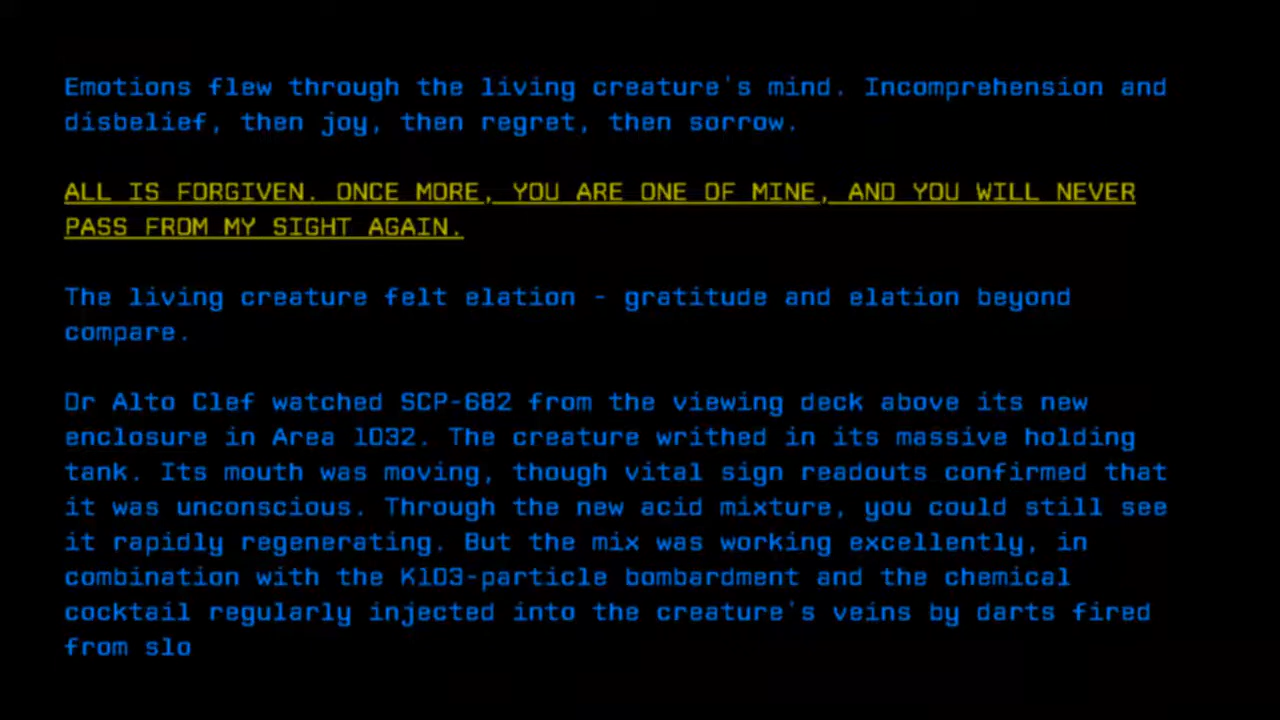 Emotions flew through the living creature's mind. Incomprehension and
disbelief, then joy, then regret, then sorrow.
ALL IS FORGIVEN. ONCE MORE, YOU ARE ONE OF MINE, AND YOU WILL NEVER
PASS FROM MY SIGHT AGAIN.
The living creature felt elation - gratitude and elation beyond
compare.
Dr Alto Clef watched SCP-682 from the viewing deck above its new
enclosure in Area 1032. The creature writhed in its massive holding
tank. Its mouth was moving, though vital sign readouts confirmed that
it was unconscious. Through the new acid mixture, you could still see
it rapidly regenerating. But the mix was working excellently, in
combination with the K103-particle bombardment and the chemical
cocktail regularly injected into the creature's veins by darts fired
from slo